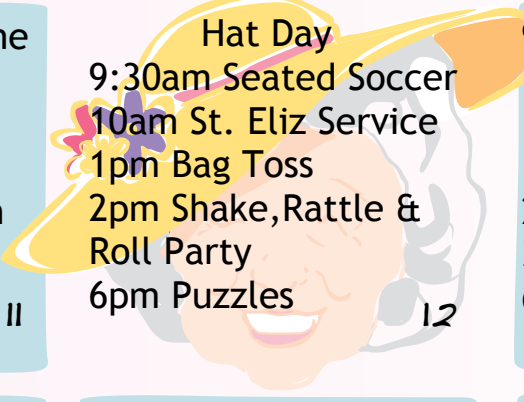 Hat Day
9:30am Seated Soccer
10am St. Eliz Service
1pm Bag Toss
2pm Shake,Rattle &
Roll Party
6pm Puzzles
11
12